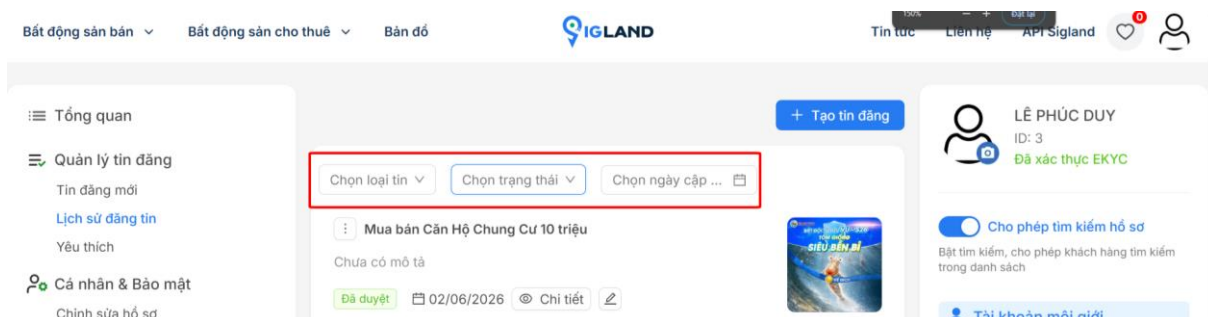 Bất động sản bán
Bất động sản cho thuê
Bản đồ
SIGLAND
Tin tức
Liên hệ
API Sigland
0
150%
Đặt lại
Tổng quan
Quản lý tin đăng
Tin đăng mới
Lịch sử đăng tin
Yêu thích
Cá nhân & Bảo mật
Chỉnh sửa hồ sơ
+ Tạo tin đăng
Chọn loại tin
Chọn trạng thái
Chọn ngày cập ...
Mua bán Căn Hộ Chung Cư 10 triệu
Chưa có mô tả
Đã duyệt
02/06/2026
Chi tiết
SIÊU BỀN BỈ
LÊ PHÚC DUY
ID: 3
Đã xác thực EKYC
Cho phép tìm kiếm hồ sơ
Bật tìm kiếm, cho phép khách hàng tìm kiếm
trong danh sách
Tài khoản môi giới